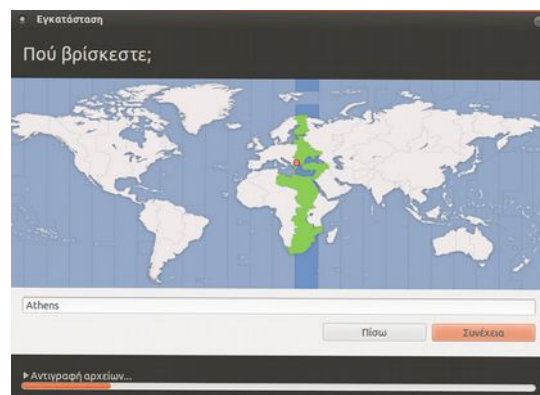 Εγκατάσταση
Πού βρίσκεστε;
Athens
Πίσω
Συνέχεια
Αντιγραφή αρχείων...